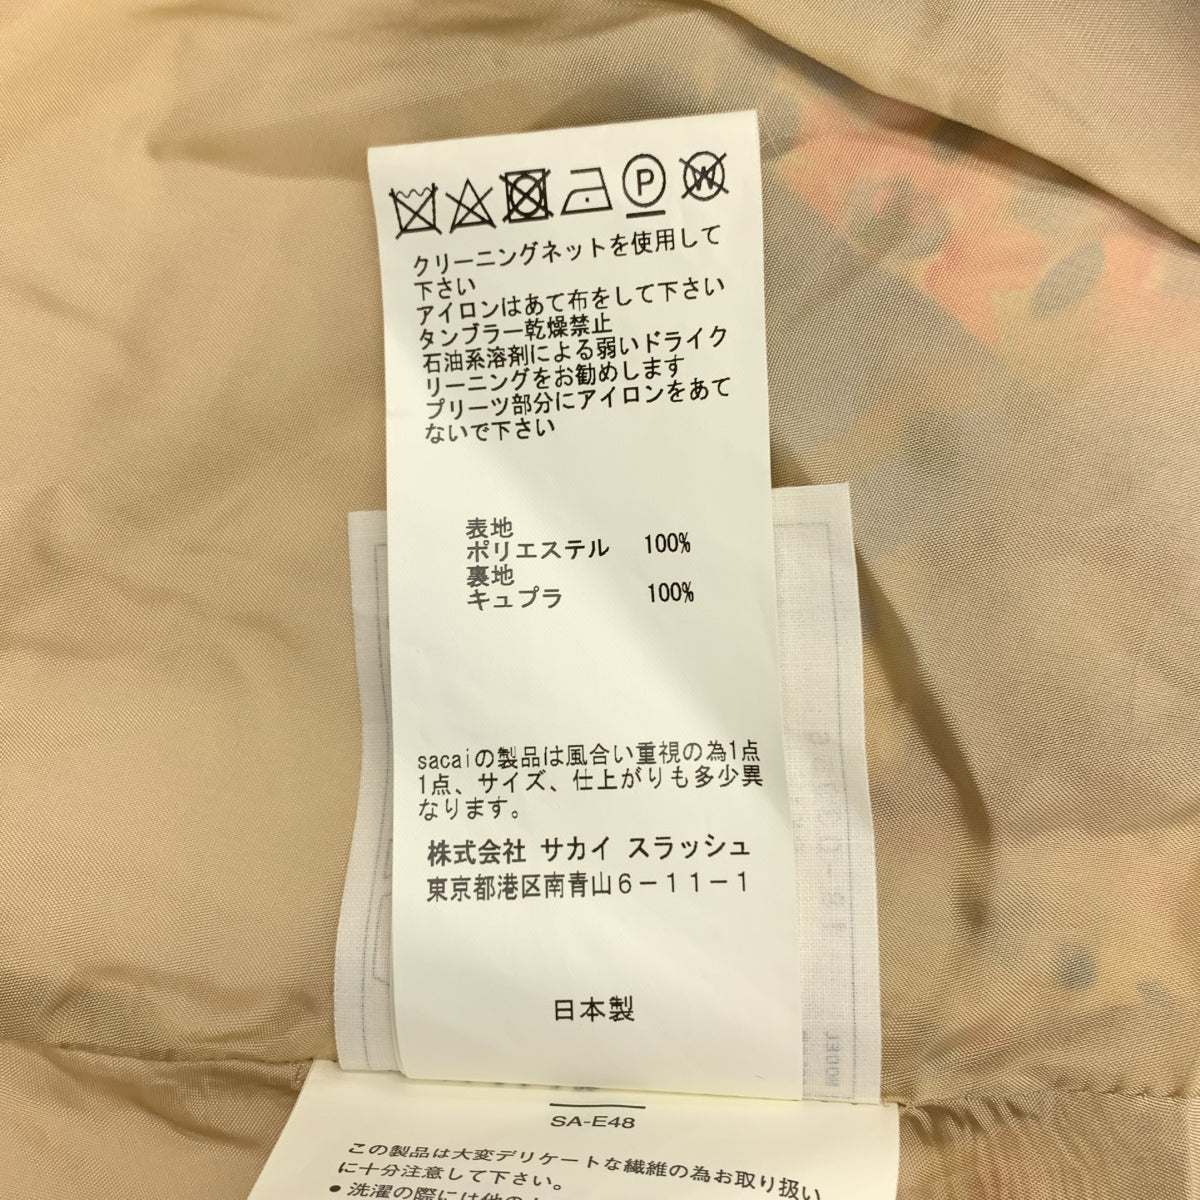 P W
クリーニングネットを使用して
下さい
アイロンはあて布をして下さい
タンブラー乾燥禁止
石油系溶剤による弱いドライク
リーニングをお勧めします
プリーツ部分にアイロンをあて
ないで下さい
表地
ポリエステル 100%
裏地
キュプラ 100%
sacaiの製品は風合い重視の為1点
1点、サイズ、仕上がりも多少異
なります。
株式会社 サカイ スラッシュ
東京都港区南青山6−11−1
日本製
SA-E48
この製品は大変デリケートな繊維の為お取り扱い
に十分注意して下さい。
●洗濯の際には他の